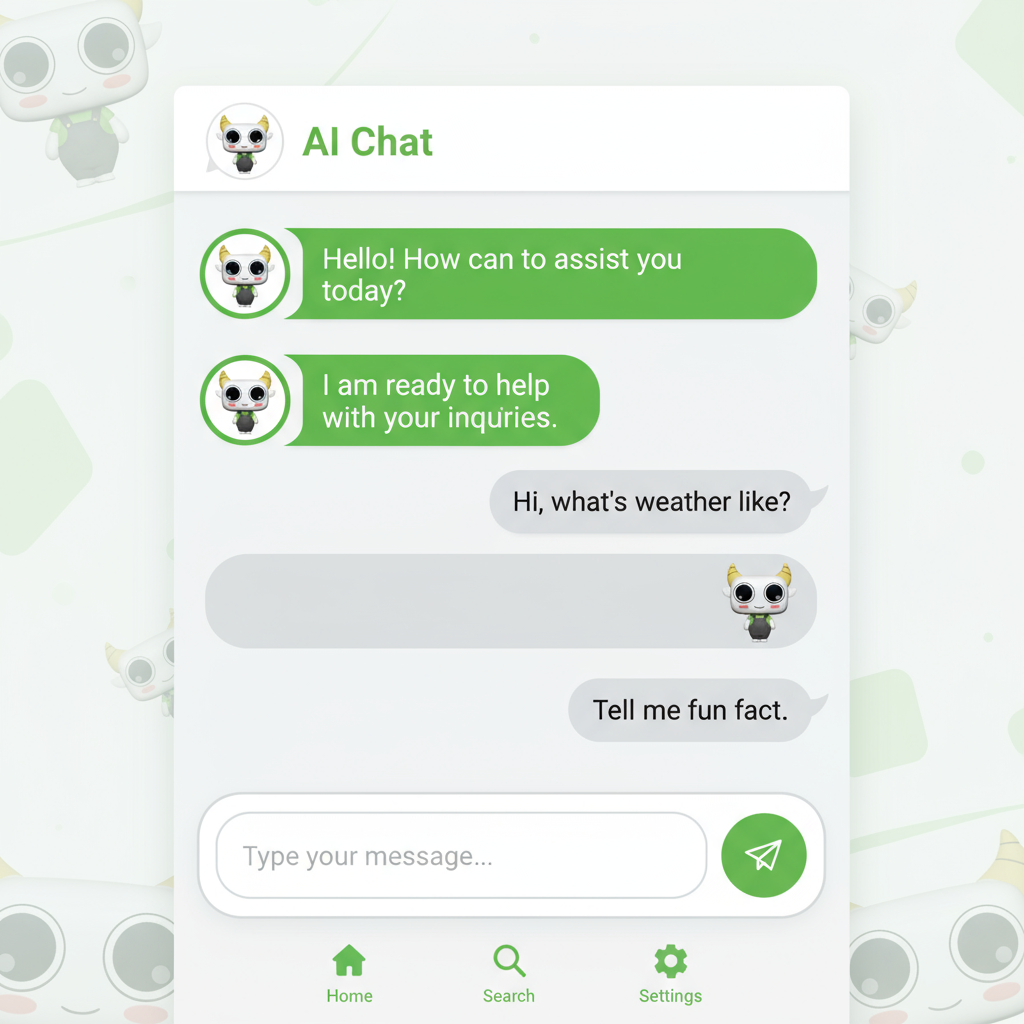 AI Chat
Hello! How can to assist you
today?
I am ready to help
with your inquries.
Hi, what's weather like?
Tell me fun fact.
Type your message...
Home
Search
Settings